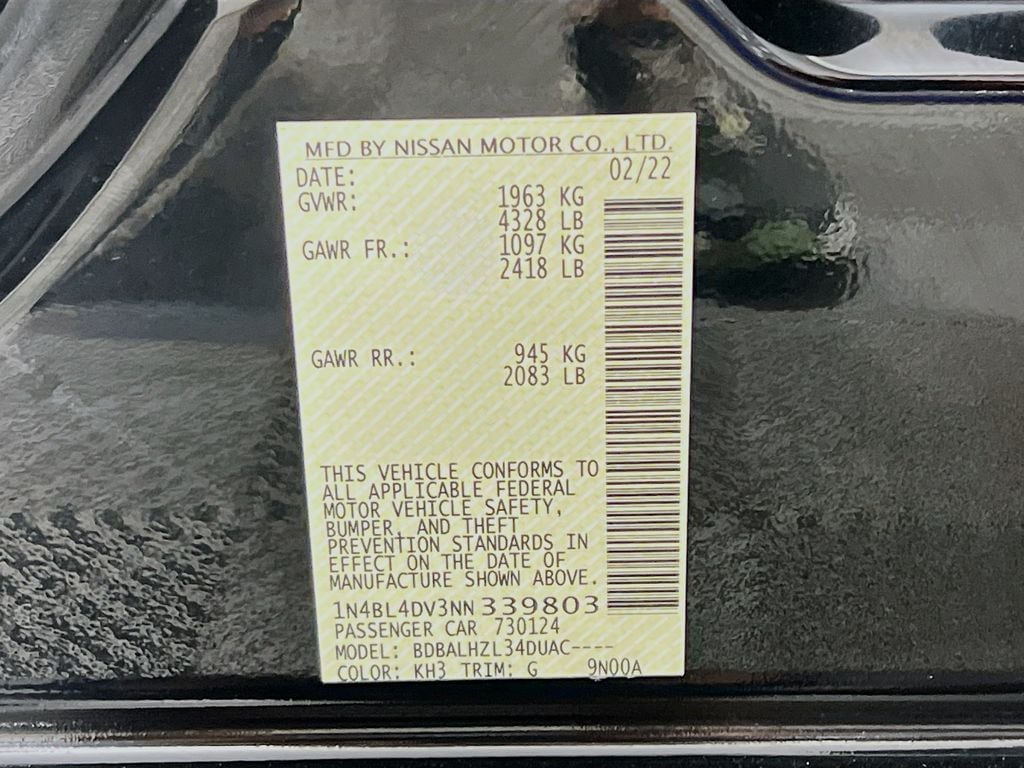 MFD BY NISSAN MOTOR CO., LTD.
DATE: 02/22
GVWR: 1963 KG
4328 LB
GAWR FR.: 1097 KG
2418 LB
GAWR RR.: 945 KG
2083 LB
THIS VEHICLE CONFORMS TO
ALL APPLICABLE FEDERAL
MOTOR VEHICLE SAFETY,
BUMPER, AND THEFT
PREVENTION STANDARDS IN
EFFECT ON THE DATE OF
MANUFACTURE SHOWN ABOVE.
1N4BL4DV3NN339803
PASSENGER CAR 730124
MODEL: BDBALHZL34DUAC----
COLOR: KH3 TRIM: G 9N00A